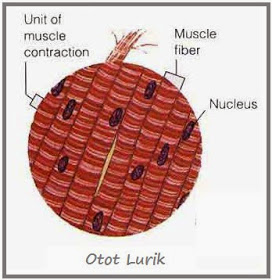 Unit of
muscle
contraction
Muscle
fiber
Nucleus
Otot Lurik